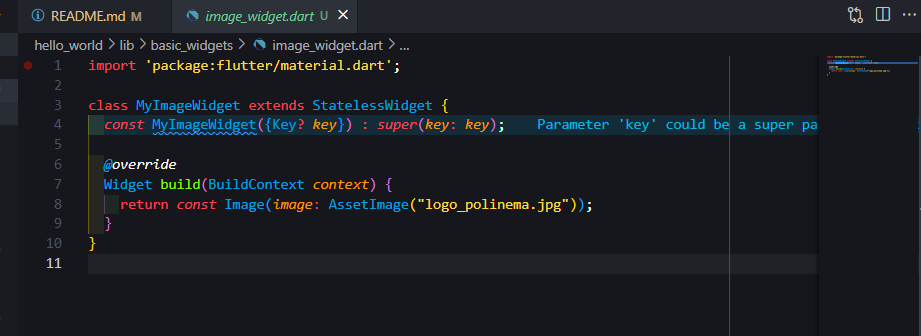 README.md M
image_widget.dart U
hello_world > lib > basic_widgets > image_widget.dart > ...
1 import 'package:flutter/material.dart';
2
3 class MyImageWidget extends StatelessWidget {
4 const MyImageWidget({Key? key}) : super(key: key); Parameter 'key' could be a super pa
5
6 @override
7 Widget build(BuildContext context) {
8 return const Image(image: AssetImage("logo_polinema.jpg"));
9 }
10 }
11